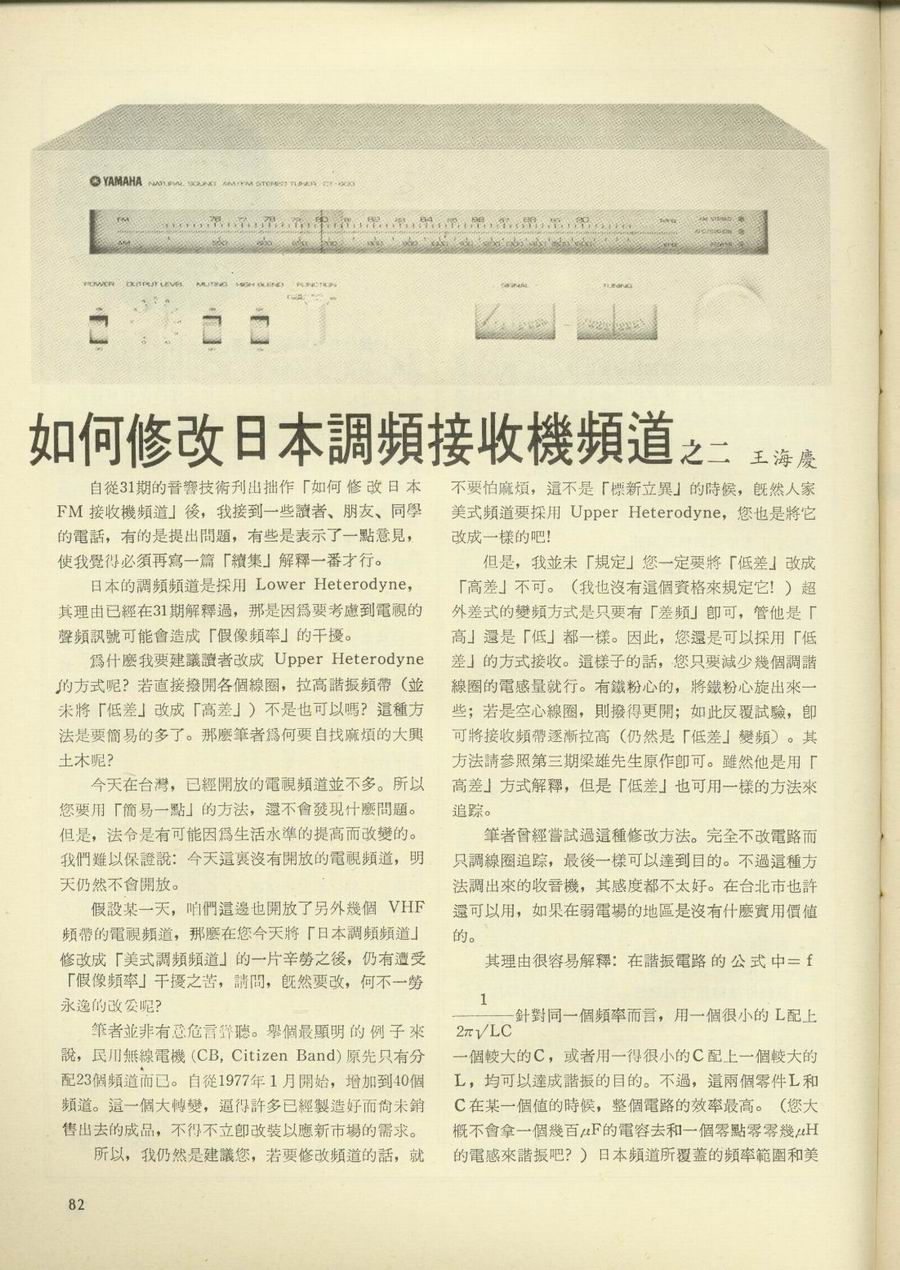 YAMAHA NATURAL SOUND AM/FM STEREO TUNER
FM 76 77 78 79 80 81 82 83 84 85 86 87 88 89 90 MHz
AM KHz
POWER OUTPUT LEVEL MUTING HIGH BLEND FUNCTION SIGNAL TUNING
如何修改日本調頻接收機頻道之二 王海慶
自從31期的音響技術刋出拙作「如何修改日本
FM 接收機頻道」後，我接到一些讀者、朋友、同學
的電話，有的是提出問題，有些是表示了一點意見，
使我覺得必須再寫一篇「續集」解釋一番才行。
日本的調頻頻道是採用 Lower Heterodyne，
其理由已經在31期解釋過，那是因爲要考慮到電視的
聲頻訊號可能會造成「假像頻率」的干擾。
爲什麼我要建議讀者改成 Upper Heterodyne
的方式呢？若直接撥開各個線圈，拉高諧振頻帶（並
未將「低差」改成「高差」）不是也可以嗎？這種方
法是要簡易的多了。那麼筆者爲何要自找麻煩的大興
土木呢？
今天在台灣，已經開放的電視頻道並不多。所以
您要用「簡易一點」的方法，還不會發現什麼問題。
但是，法令是有可能因爲生活水準的提高而改變的。
我們難以保證說：今天這裏沒有開放的電視頻道，明
天仍然不會開放。
假設某一天，咱們這邊也開放了另外幾個 VHF
頻帶的電視頻道，那麼在您今天將「日本調頻頻道」
修改成「美式調頻頻道」的一片辛勞之後，仍有遭受
「假像頻率」干擾之苦，請問，旣然要改，何不一勞
永逸的改妥呢？
筆者並非有意危言聳聽。舉個最顯明的例子來
說，民用無線電機 (CB, Citizen Band) 原先只有分
配23個頻道而已。自從1977年1月開始，增加到40個
頻道。這一個大轉變，逼得許多已經製造好而尙未銷
售出去的成品，不得不立卽改裝以應新市場的需求。
所以，我仍然是建議您，若要修改頻道的話，就
不要怕麻煩，這不是「標新立異」的時候，旣然人家
美式頻道要採用 Upper Heterodyne，您也是將它
改成一樣的吧！
但是，我並未「規定」您一定要將「低差」改成
「高差」不可。（我也沒有這個資格來規定它！）超
外差式的變頻方式是只要有「差頻」卽可，管他是「
高」還是「低」都一樣。因此，您還是可以採用「低
差」的方式接收。這樣子的話，您只要減少幾個調諧
線圈的電感量就行。有鐵粉心的，將鐵粉心旋出來一
些；若是空心線圈，則撥得更開；如此反覆試驗，卽
可將接收頻帶逐漸拉高（仍然是「低差」變頻）。其
方法請參照第三期梁雄先生原作卽可。雖然他是用「
高差」方式解釋，但是「低差」也可用一樣的方法來
追踪。
筆者曾經嘗試過這種修改方法。完全不改電路而
只調線圈追踪，最後一樣可以達到目的。不過這種方
法調出來的收音機，其感度都不太好。在台北市也許
還可以用，如果在弱電場的地區是沒有什麼實用價値
的。
其理由很容易解釋：在諧振電路的公式中＝f
1
———針對同一個頻率而言，用一個很小的L配上
2π√LC
一個較大的C，或者用一得很小的C配上一個較大的
L，均可以達成諧振的目的。不過，這兩個零件L和
C在某一個値的時候，整個電路的效率最高。（您大
概不會拿一個幾百μF的電容去和一個零點零零幾μH
的電感來諧振吧？）日本頻道所覆蓋的頻率範圍和美
82